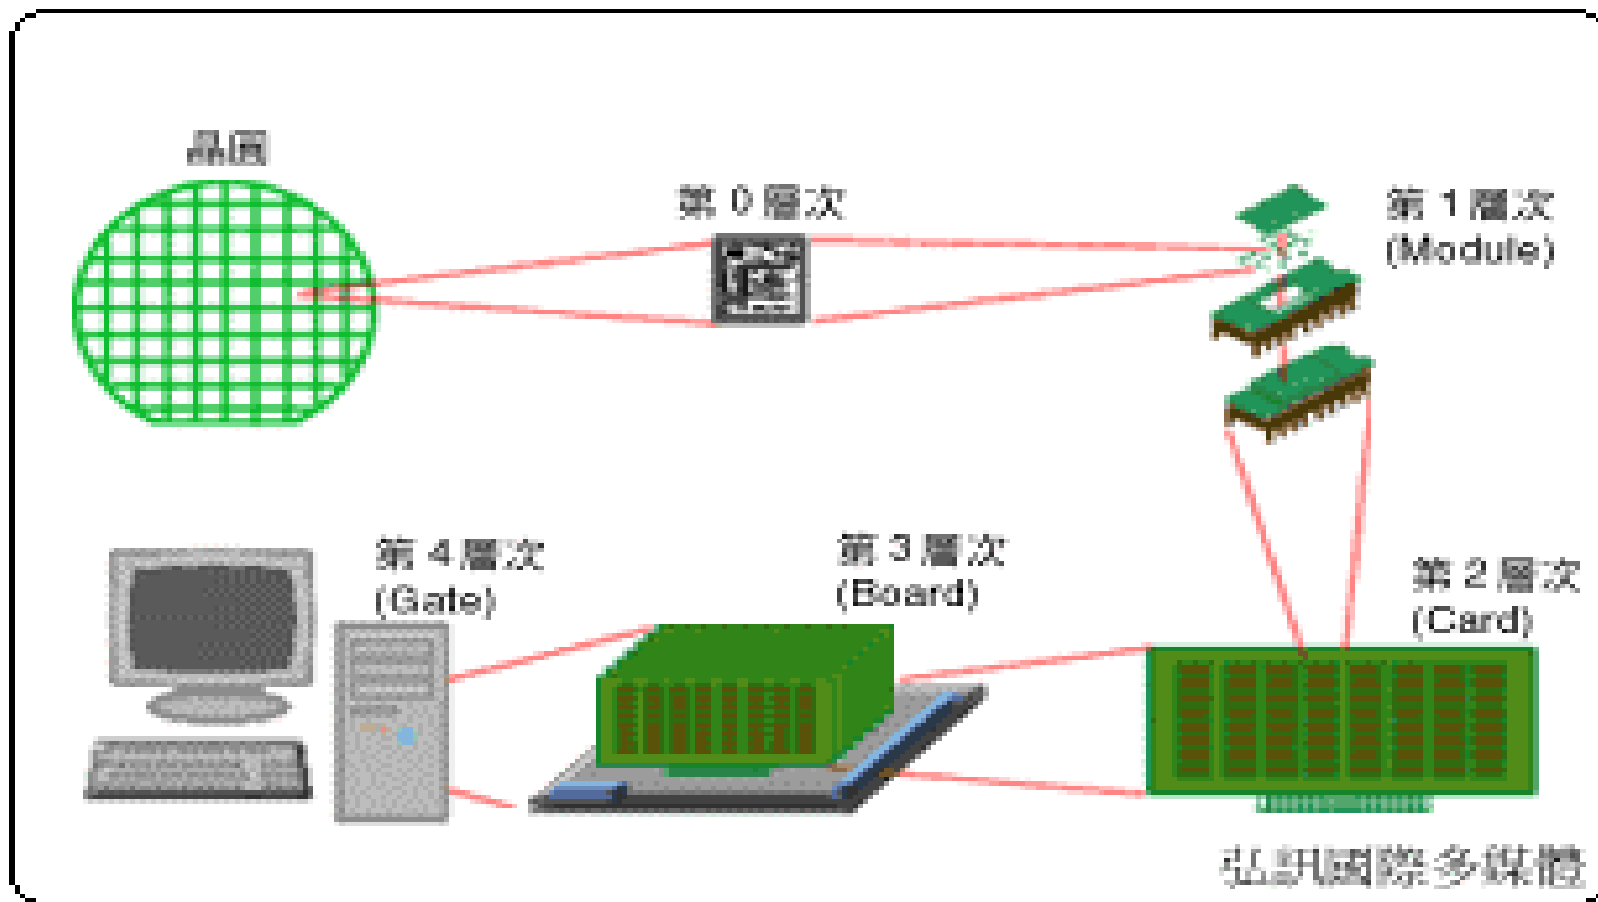 晶圓
第 0 層次
第 1 層次
(Module)
第 2 層次
(Card)
第 3 層次
(Board)
第 4 層次
(Gate)
弘訊國際多媒體